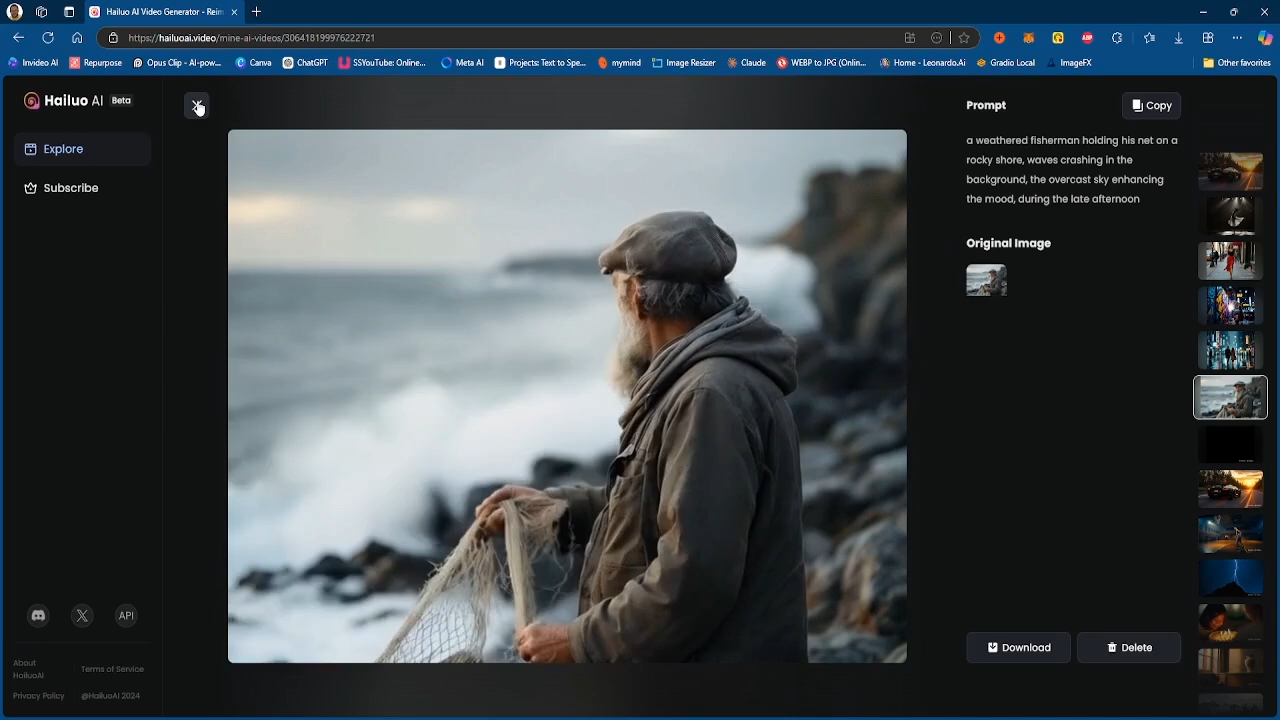 Hailuo AI Video Generator - Rein
https://hailuoai.video/mine-ai-videos/306418199976222721
Invideo AI
Repurpose
Opus Clip - AI-pow...
Canva
ChatGPT
SSYouTube: Online...
Meta AI
Projects: Text to Spe...
mymind
Image Resizer
Claude
WEBP to JPG (Onlin...
Home - Leonardo.Ai
Gradio Local
ImageFX
Other favorites
Hailuo AI Beta
Explore
Subscribe
Prompt
Copy
a weathered fisherman holding his net on a
rocky shore, waves crashing in the
background, the overcast sky enhancing
the mood, during the late afternoon
Original Image
API
Download
Delete
About
HailuoAI
Terms of Service
Privacy Policy
@HailuoAI 2024